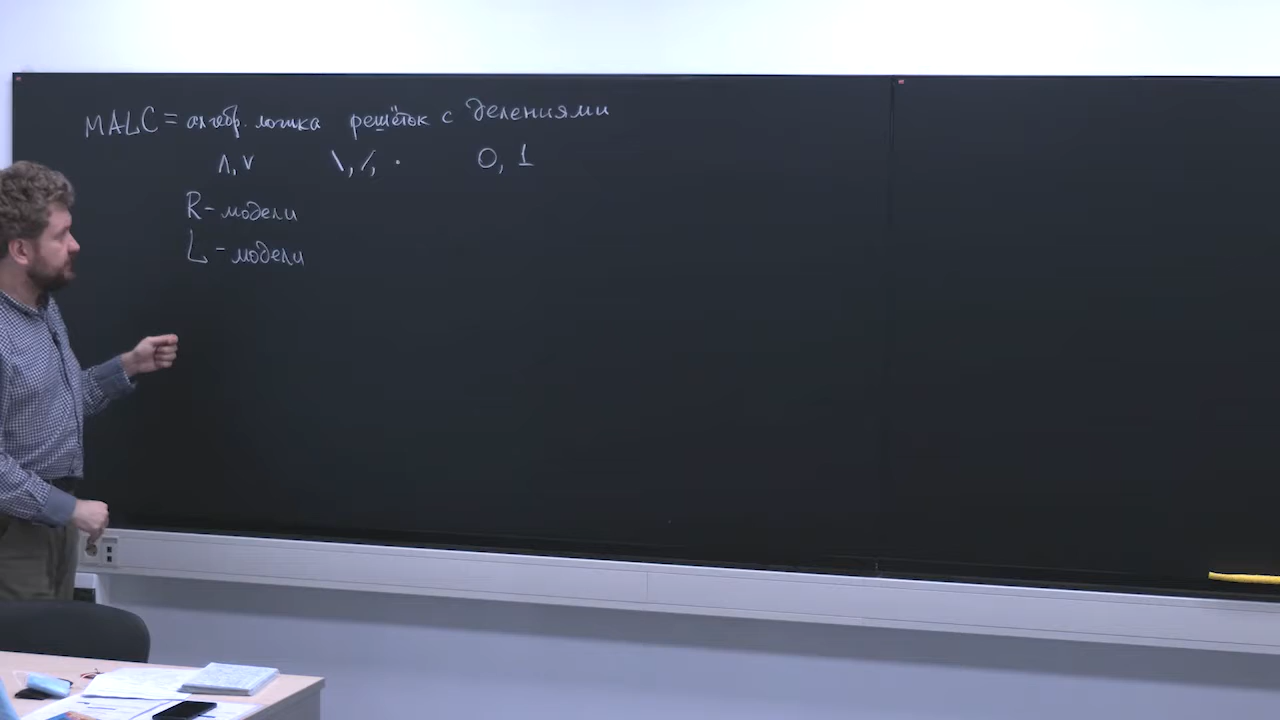 MALC = алгебр. логика решёток с делениями
∧, ∨ \, /, · 0, 1
R - модели
L - модели